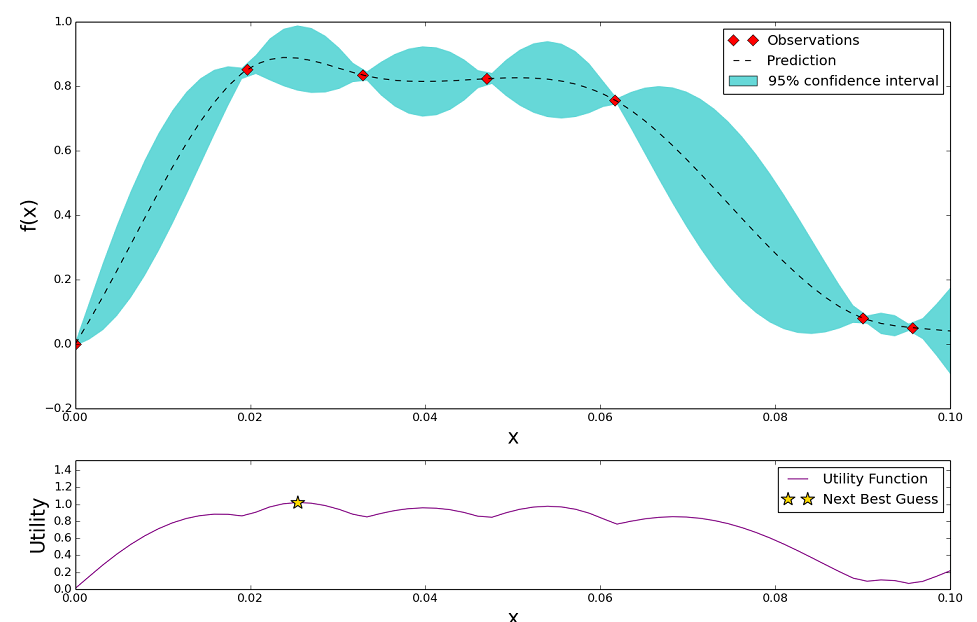 1.0
0.8
0.6
0.4
0.2
0.0
−0.2
f(x)
Observations
Prediction
95% confidence interval
0.00 0.02 0.04 0.06 0.08 0.10
x
1.4
1.2
1.0
0.8
0.6
0.4
0.2
0.0
Utility
Utility Function
Next Best Guess
0.00 0.02 0.04 0.06 0.08 0.10
x